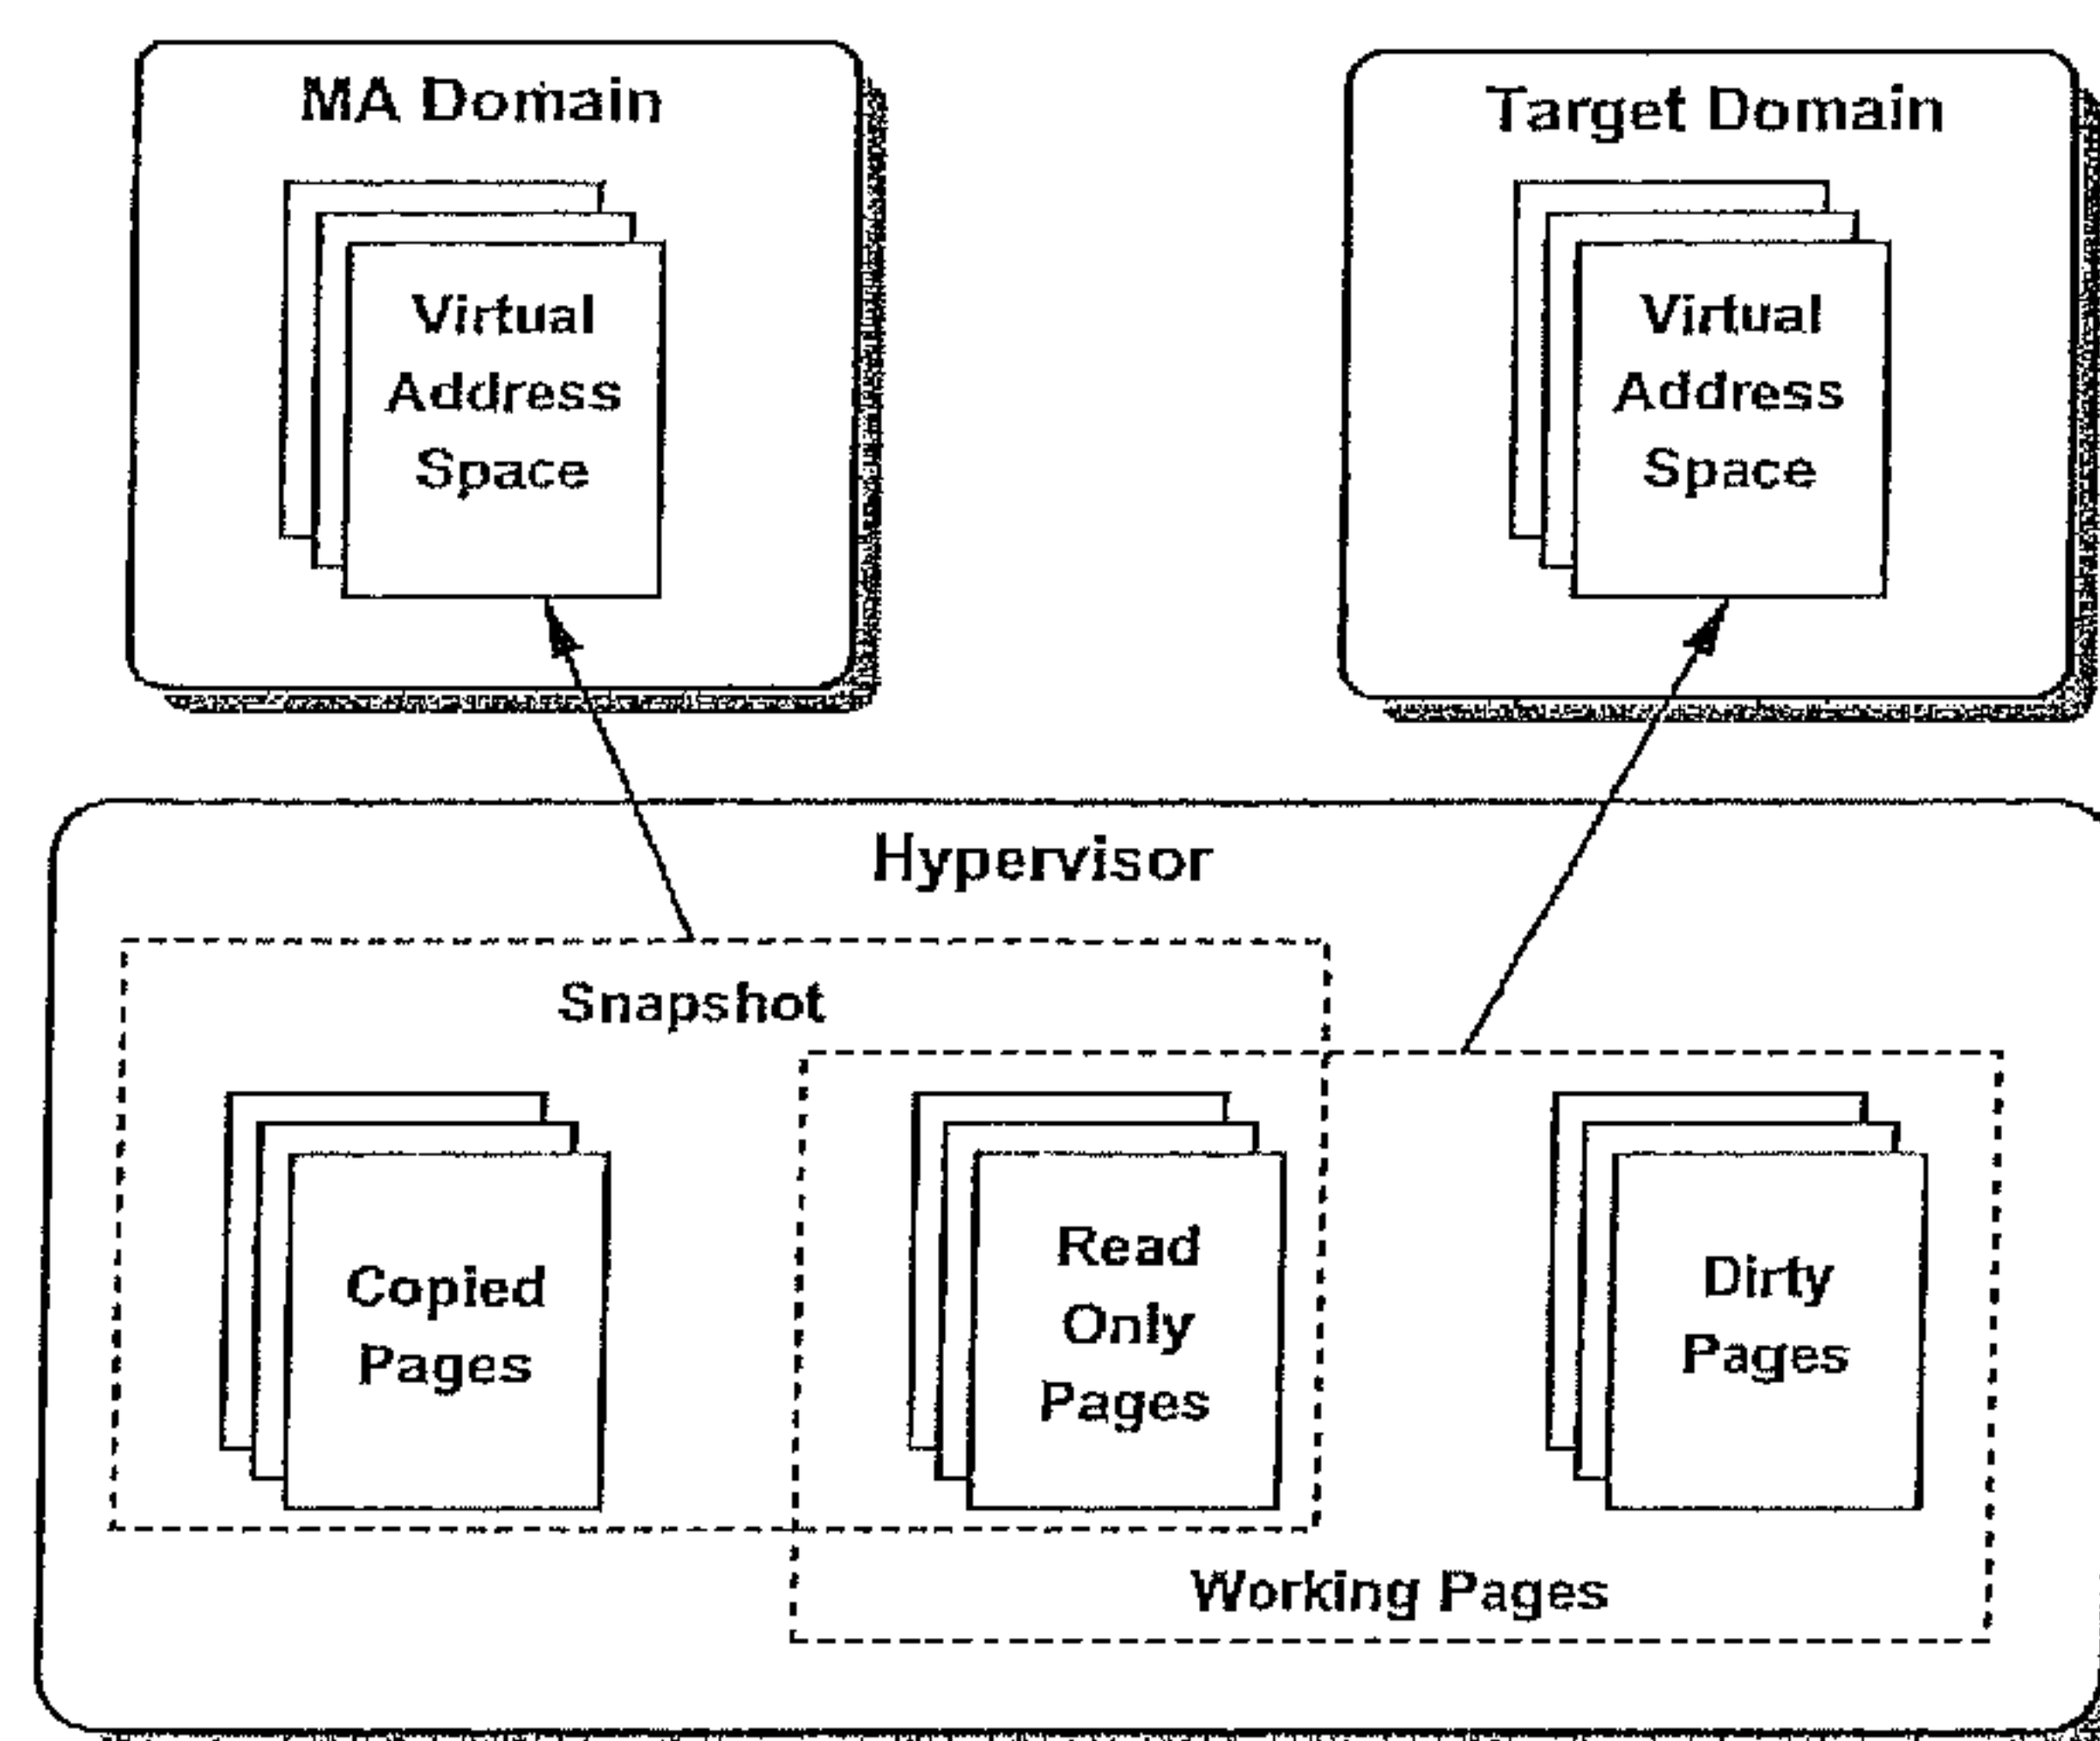 MA Domain
Virtual
Address
Space
Target Domain
Virtual
Address
Space
Hypervisor
Snapshot
Copied
Pages
Read
Only
Pages
Dirty
Pages
Working Pages